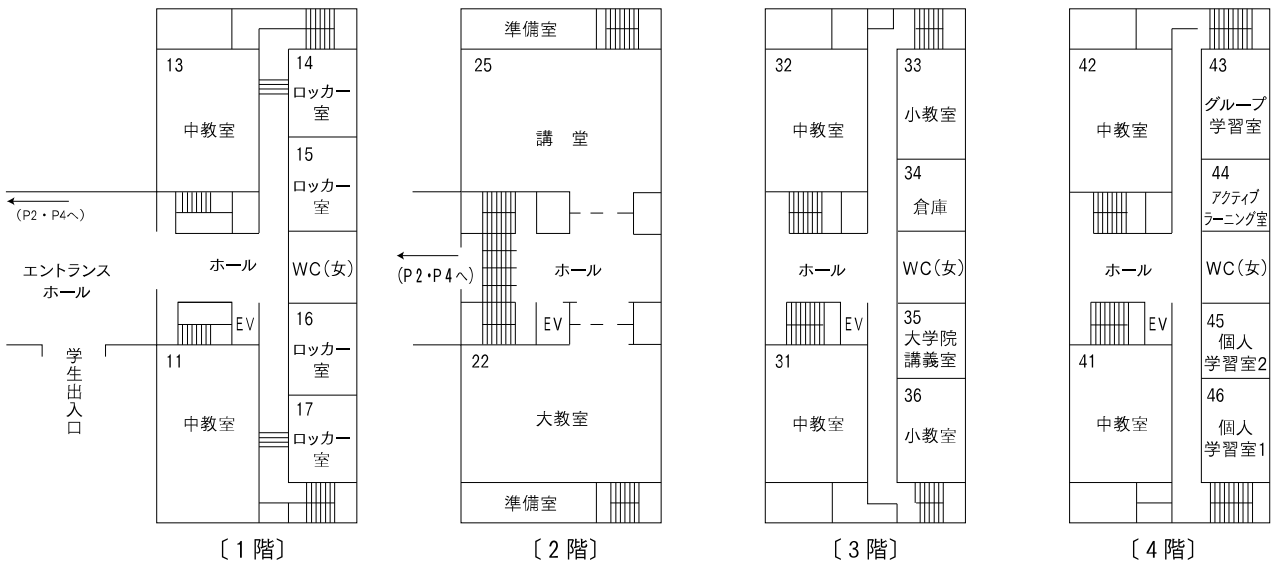 13
中教室
14
ロッカー
室
15
ロッカー
室
(P2・P4へ)
エントランス
ホール
ホール
WC(女)
EV
16
ロッカー
室
学生出入口
11
中教室
17
ロッカー
室
〔1階〕
準備室
25
講堂
(P2・P4へ)
ホール
EV
22
大教室
準備室
〔2階〕
32
中教室
33
小教室
34
倉庫
ホール
WC(女)
EV
35
大学院
講義室
31
中教室
36
小教室
〔3階〕
42
中教室
43
グループ
学習室
44
アクティブ
ラーニング室
ホール
WC(女)
EV
45
個人
学習室2
41
中教室
46
個人
学習室1
〔4階〕